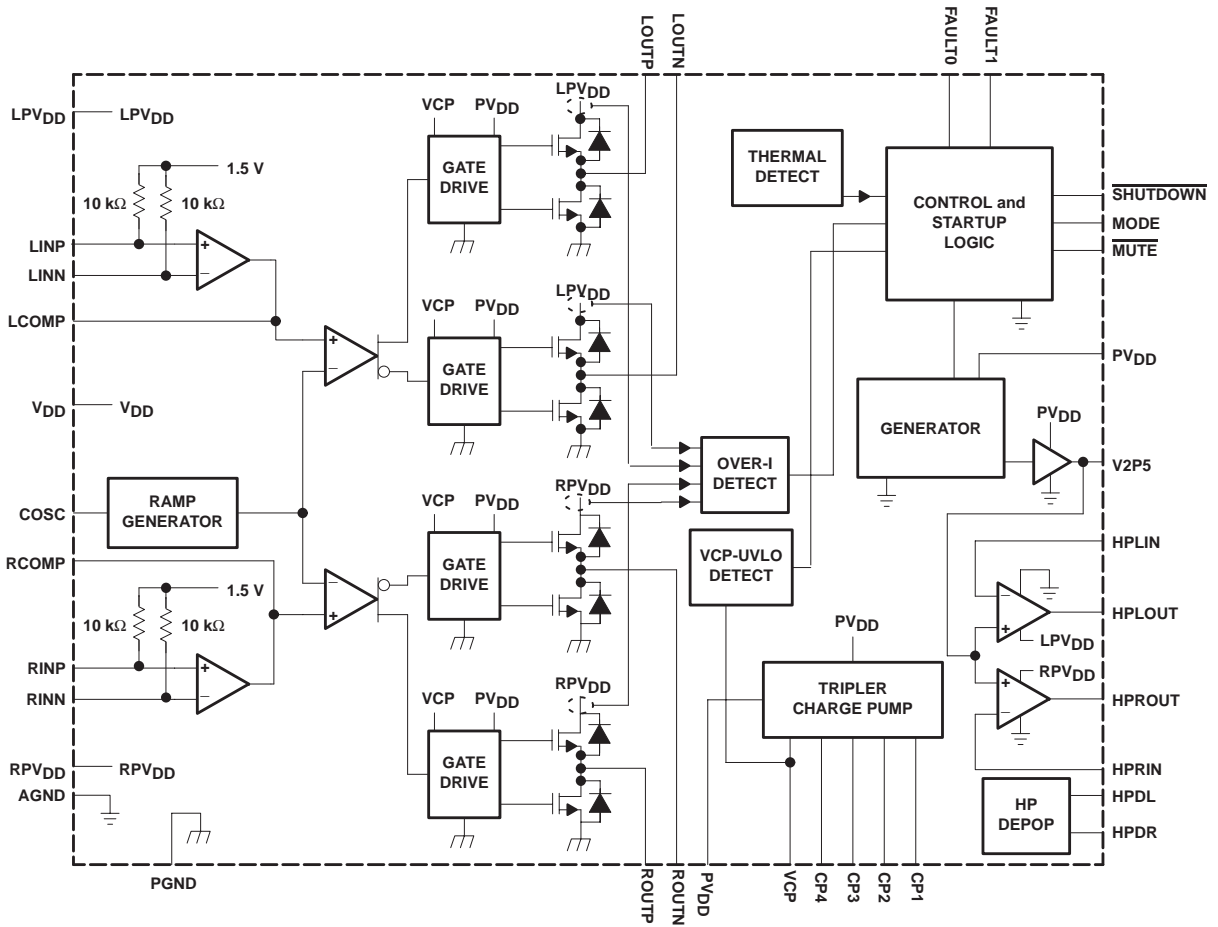 LOUTP
LOUTN
FAULT0
FAULT1
LPVDD
LPVDD
VCP
PVDD
LPVDD
GATE
DRIVE
THERMAL
DETECT
CONTROL and
STARTUP
LOGIC
SHUTDOWN
MODE
MUTE
1.5 V
10 kΩ
10 kΩ
LINP
LINN
+
−
LCOMP
VCP
PVDD
LPVDD
GATE
DRIVE
+
−
VDD
VDD
PVDD
GENERATOR
PVDD
V2P5
OVER-I
DETECT
COSC
RAMP
GENERATOR
VCP
PVDD
RPVDD
GATE
DRIVE
VCP-UVLO
DETECT
RCOMP
1.5 V
10 kΩ
10 kΩ
−
+
HPLIN
−
+
HPLOUT
LPVDD
RINP
RINN
+
−
VCP
PVDD
RPVDD
GATE
DRIVE
PVDD
TRIPLER
CHARGE PUMP
RPVDD
+
−
HPROUT
HPRIN
RPVDD
RPVDD
AGND
HP
DEPOP
HPDL
HPDR
PGND
ROUTP
ROUTN
PVDD
VCP
CP4
CP3
CP2
CP1